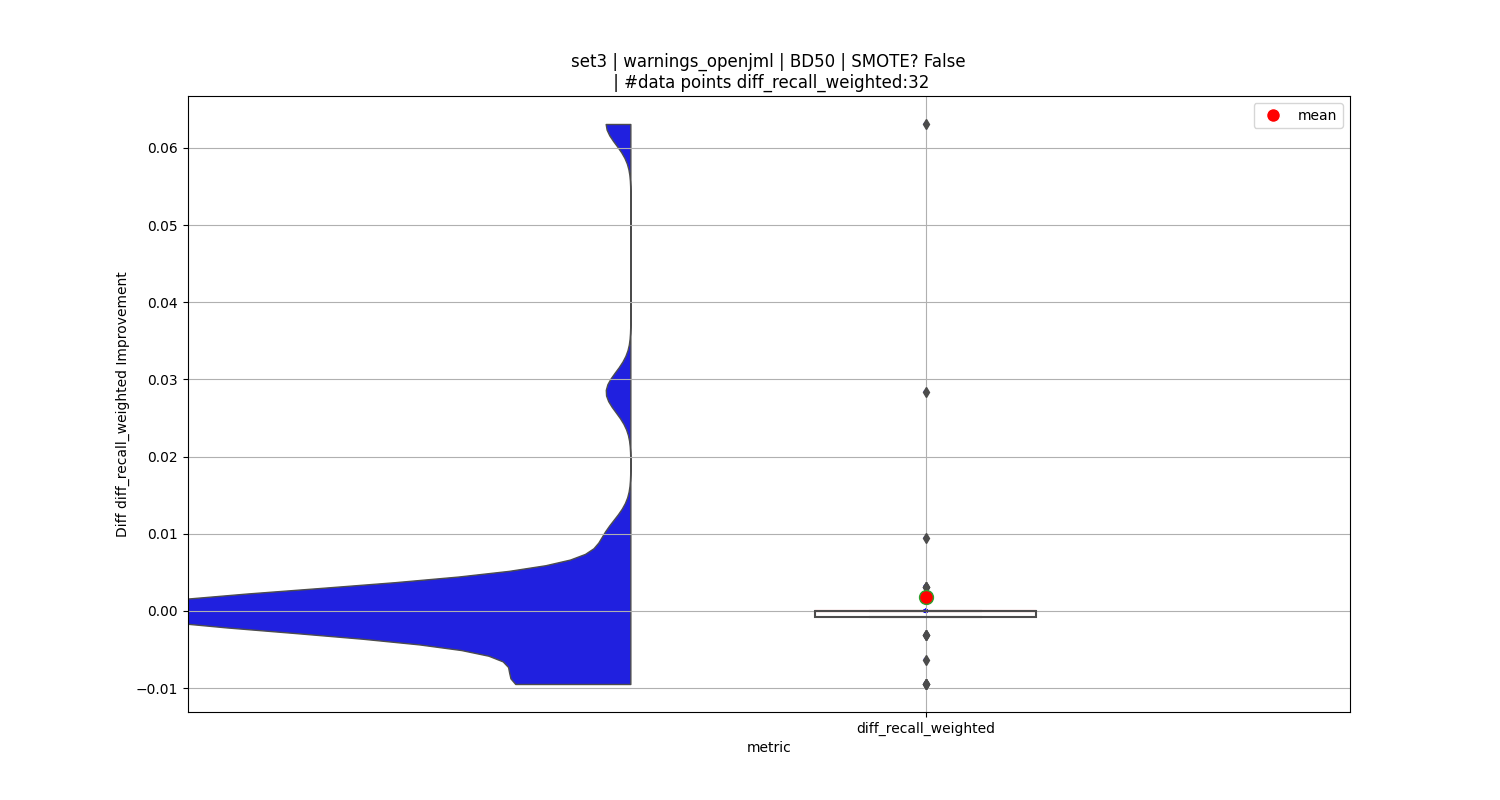 set3 | warnings_openjml | BD50 | SMOTE? False
| #data points diff_recall_weighted:32
mean
0.06
0.05
0.04
0.03
0.02
0.01
0.00
−0.01
Diff diff_recall_weighted Improvement
diff_recall_weighted
metric